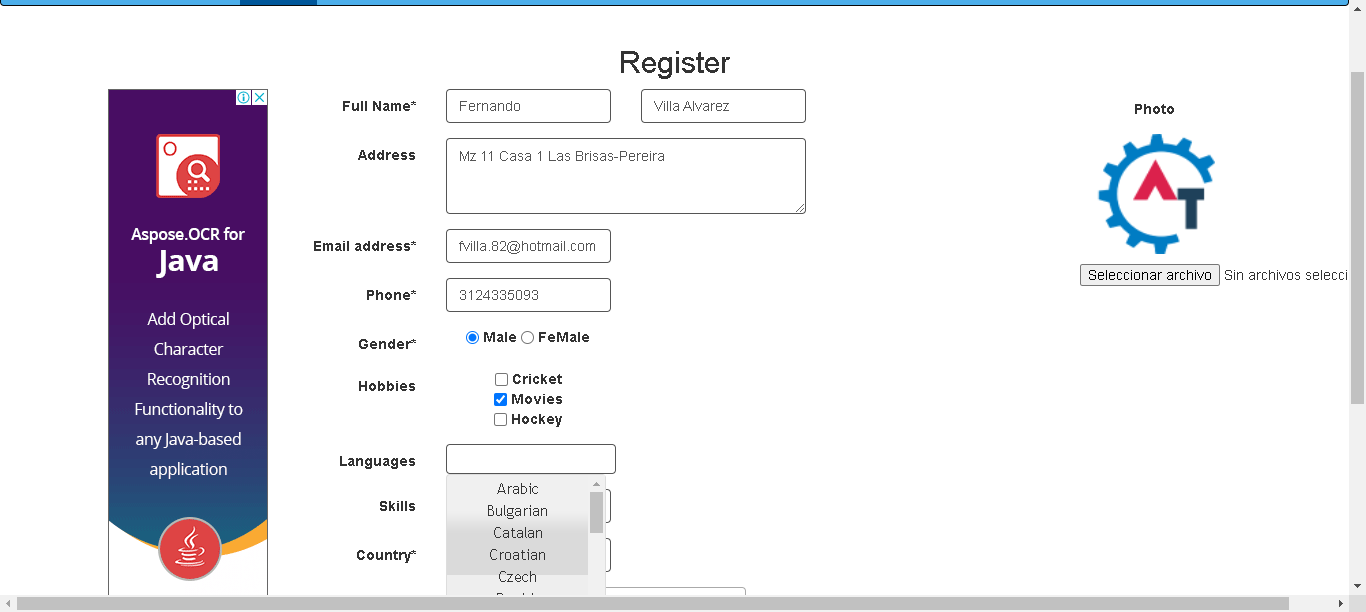 Register
Aspose.OCR for
Java
Add Optical
Character
Recognition
Functionality to
any Java-based
application
Full Name* Fernando Villa Alvarez
Address Mz 11 Casa 1 Las Brisas-Pereira
Email address* fvilla.82@hotmail.com
Phone* 3124335093
Gender* Male FeMale
Hobbies Cricket
Movies
Hockey
Languages
Arabic
Skills
Bulgarian
Catalan
Country* Croatian
Czech
Photo
AT
Seleccionar archivo Sin archivos selecci